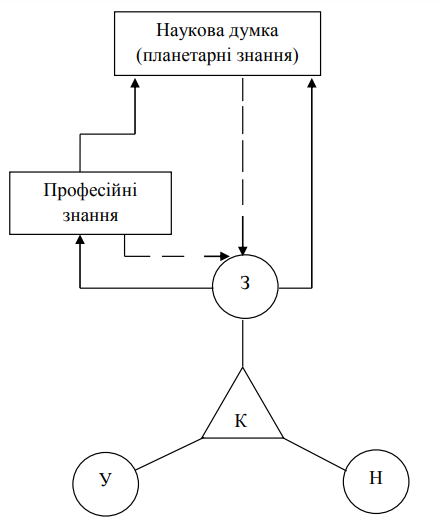 Наукова думка
(планетарні знання)
Професійні
знання
З
К
У
Н